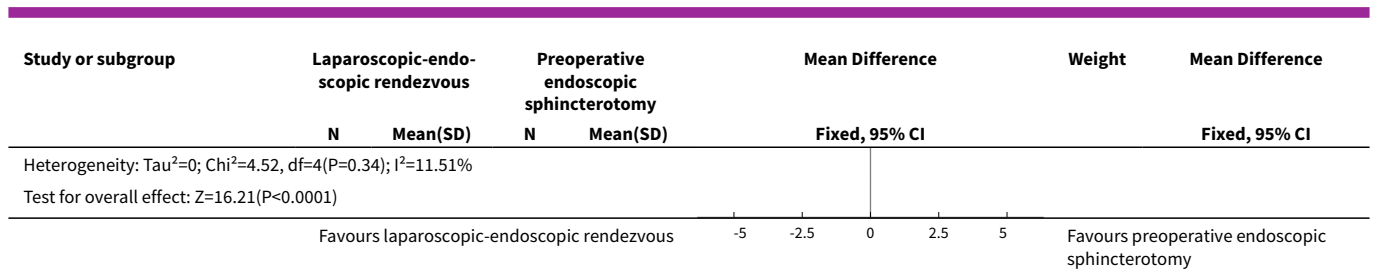 Study or subgroup Laparoscopic-endo- Preoperative Mean Difference Weight Mean Difference
scopic rendezvous endoscopic
sphincterotomy
N Mean(SD) N Mean(SD) Fixed, 95% CI Fixed, 95% CI
Heterogeneity: Tau²=0; Chi²=4.52, df=4(P=0.34); I²=11.51%
Test for overall effect: Z=16.21(P<0.0001)
Favours laparoscopic-endoscopic rendezvous -5 -2.5 0 2.5 5 Favours preoperative endoscopic
sphincterotomy